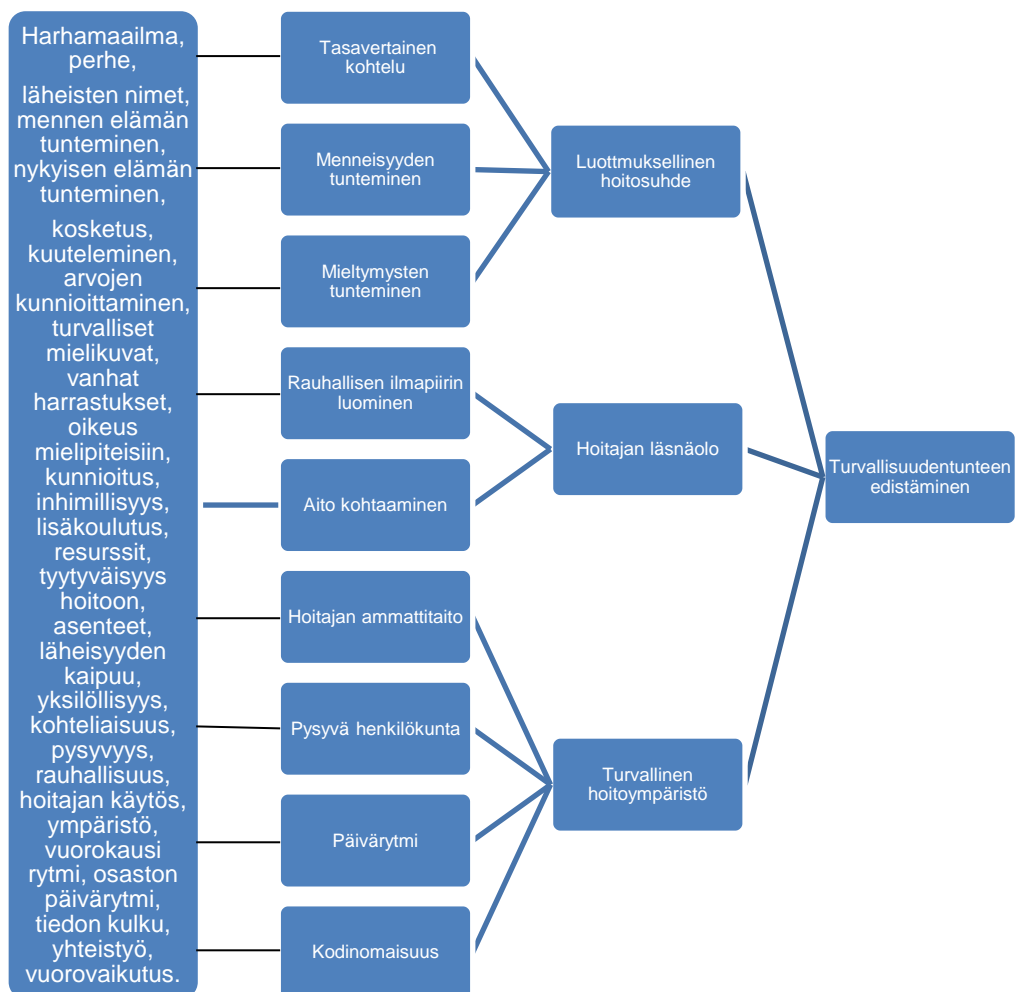 Harhamaailma,
perhe,
läheisten nimet,
mennen elämän
tunteminen,
nykyisen elämän
tunteminen,
kosketus,
kuuteleminen,
arvojen
kunnioittaminen,
turvalliset
mielikuvat,
vanhat
harrastukset,
oikeus
mielipiteisiin,
kunnioitus,
inhimillisyys,
lisäkoulutus,
resurssit,
tyytyväisyys
hoitoon,
asenteet,
läheisyyden
kaipuu,
yksilöllisyys,
kohteliaisuus,
pysyvyys,
rauhallisuus,
hoitajan käytös,
ympäristö,
vuorokausi
rytmi, osaston
päivärytmi,
tiedon kulku,
yhteistyö,
vuorovaikutus.
Tasavertainen
kohtelu
Menneisyyden
tunteminen
Mieltymysten
tunteminen
Rauhallisen ilmapiirin
luominen
Aito kohtaaminen
Hoitajan ammattitaito
Pysyvä henkilökunta
Päivärytmi
Kodinomaisuus
Luottmuksellinen
hoitosuhde
Hoitajan läsnäolo
Turvallinen
hoitoympäristö
Turvallisuudentunteen
edistäminen